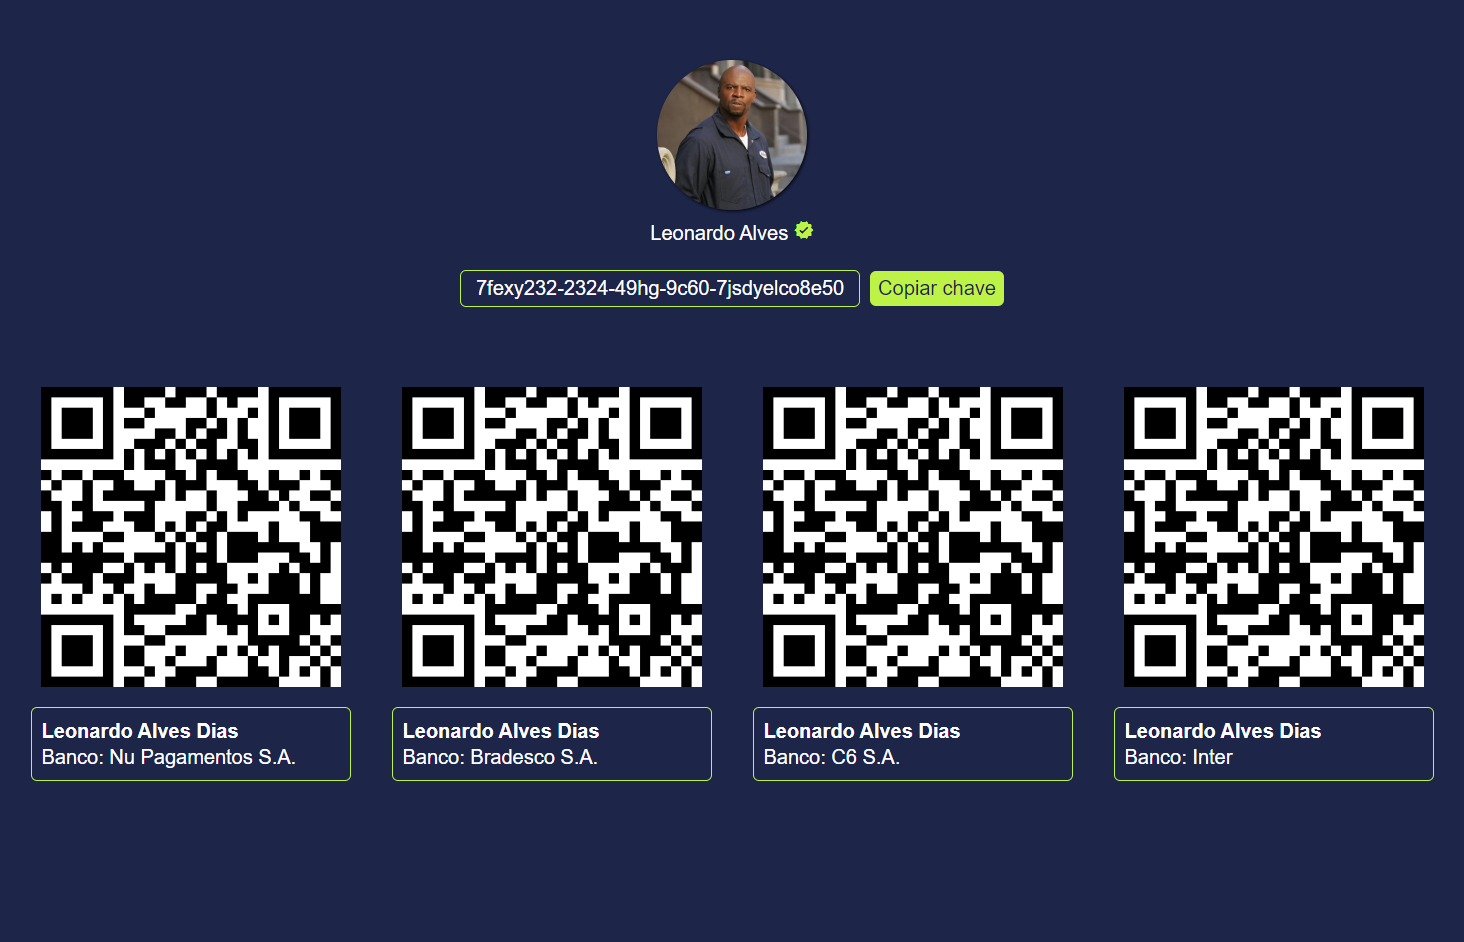 Leonardo Alves
7fexy232-2324-49hg-9c60-7jsdyelco8e50
Copiar chave
Leonardo Alves Dias
Banco: Nu Pagamentos S.A.
Leonardo Alves Dias
Banco: Bradesco S.A.
Leonardo Alves Dias
Banco: C6 S.A.
Leonardo Alves Dias
Banco: Inter